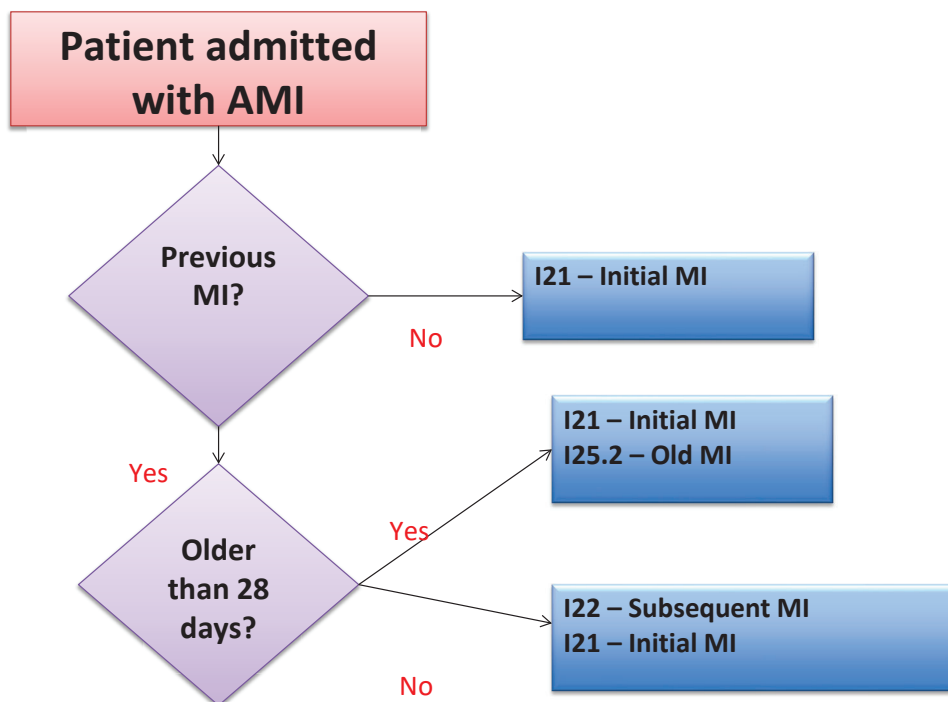 Patient admitted
with AMI
Previous
MI?
I21 – Initial MI
No
Yes
I21 – Initial MI
I25.2 – Old MI
Older
than 28
days?
Yes
I22 – Subsequent MI
I21 – Initial MI
No